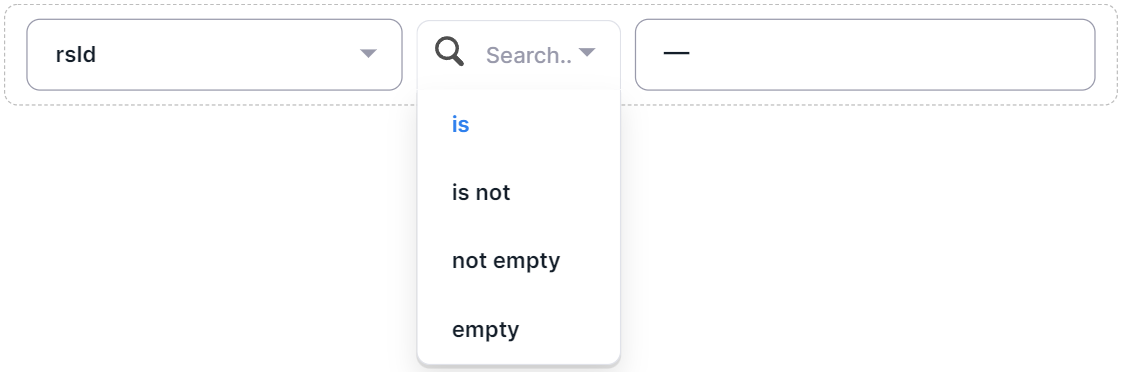 rsId
Search..
—
is
is not
not empty
empty